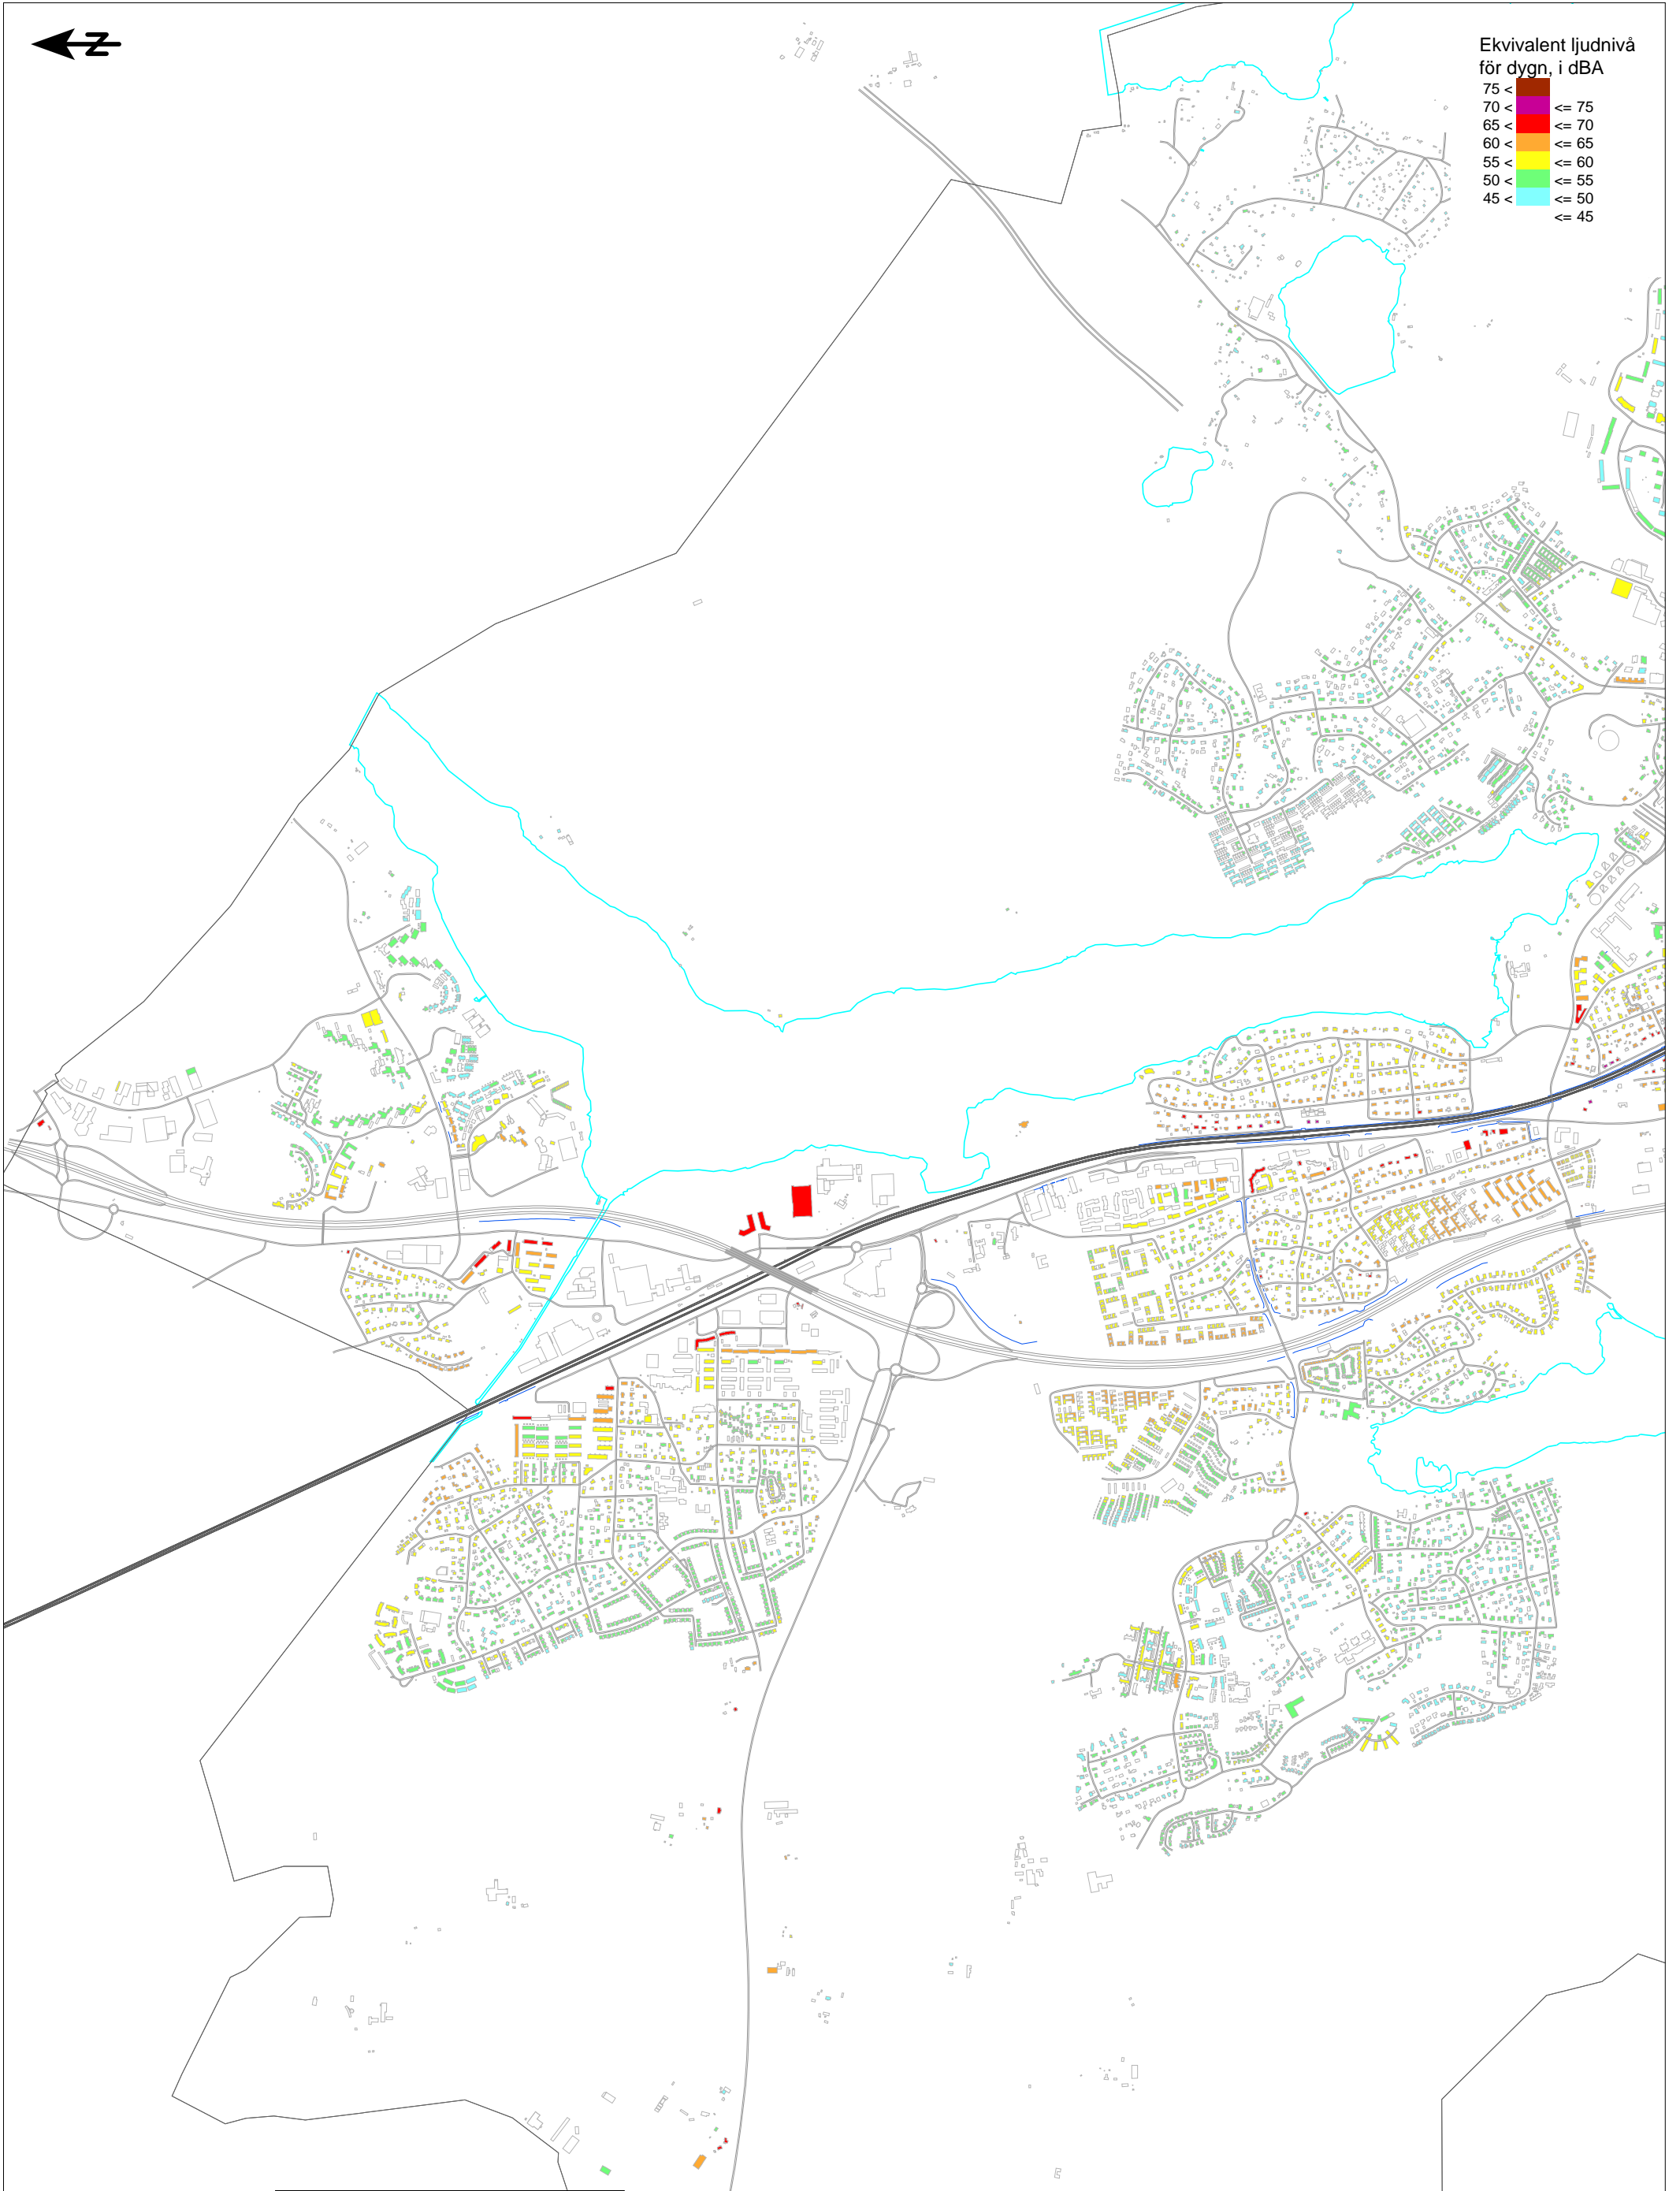 Z
Ekvivalent ljudnivå
för dygn, i dBA
75 <
70 < <= 75
65 < <= 70
60 < <= 65
55 < <= 60
50 < <= 55
45 < <= 50
<= 45